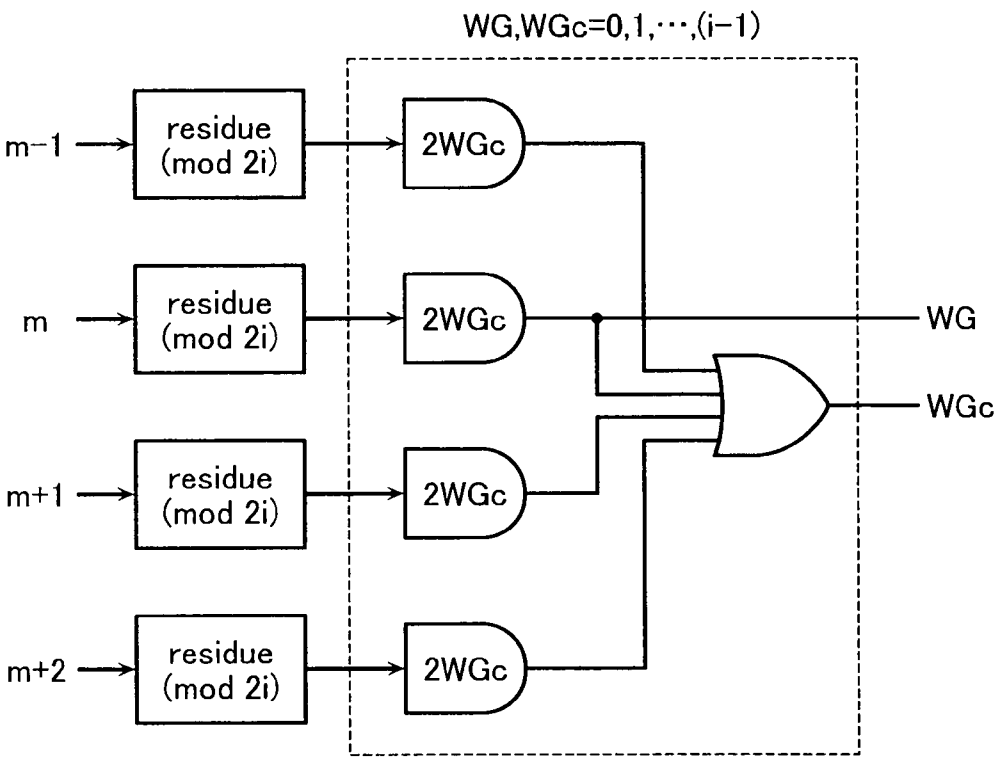 WG,WGc=0,1,···,(i-1)
m-1
residue
(mod 2i)
2WGc
m
residue
(mod 2i)
2WGc
WG
WGc
m+1
residue
(mod 2i)
2WGc
m+2
residue
(mod 2i)
2WGc